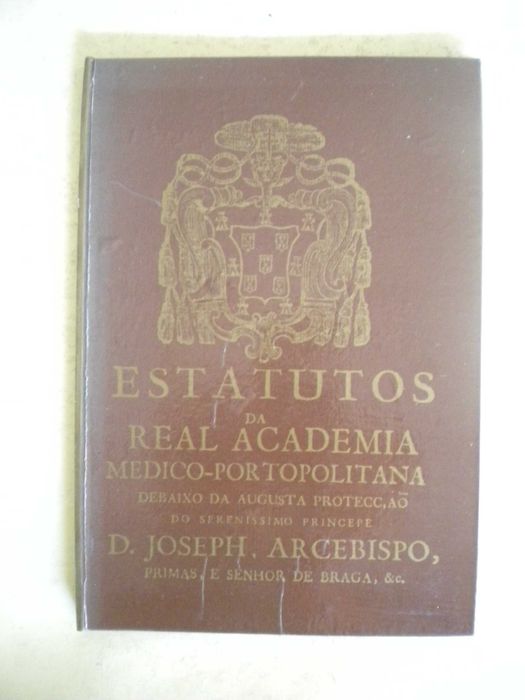 ESTATUTOS
DA
REAL ACADEMIA
MEDICO-PORTOPOLITANA
DEBAIXO DA AUGUSTA PROTECC,AÕ
DO SERENISSIMO PRINCEPE
D. JOSEPH, ARCEBISPO,
PRIMAS, E SENHOR DE BRAGA, &c.